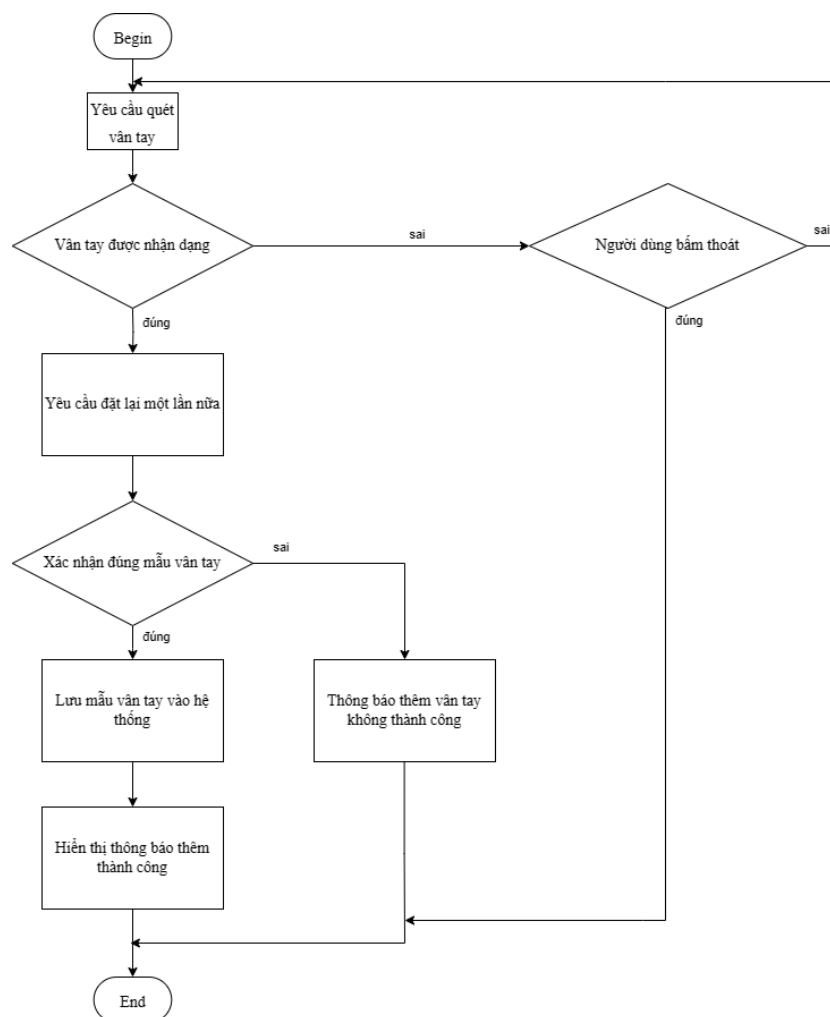 Begin
Yêu cầu quét
vân tay
Vân tay được nhận dạng
sai
Người dùng bấm thoát
sai
đúng
đúng
Yêu cầu đặt lại một lần nữa
Xác nhận đúng mẫu vân tay
sai
đúng
Lưu mẫu vân tay vào hệ
thống
Thông báo thêm vân tay
không thành công
Hiển thị thông báo thêm
thành công
End